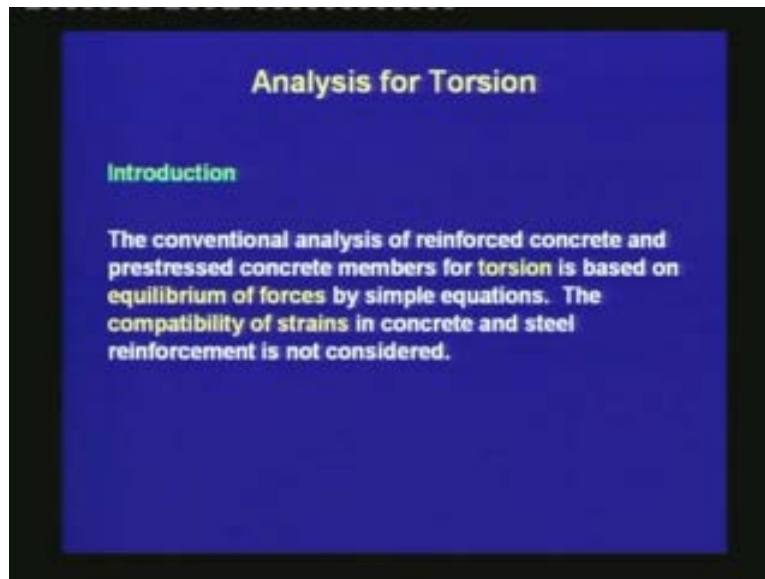 Analysis for Torsion
Introduction
The conventional analysis of reinforced concrete and
prestressed concrete members for torsion is based on
equilibrium of forces by simple equations. The
compatibility of strains in concrete and steel
reinforcement is not considered.